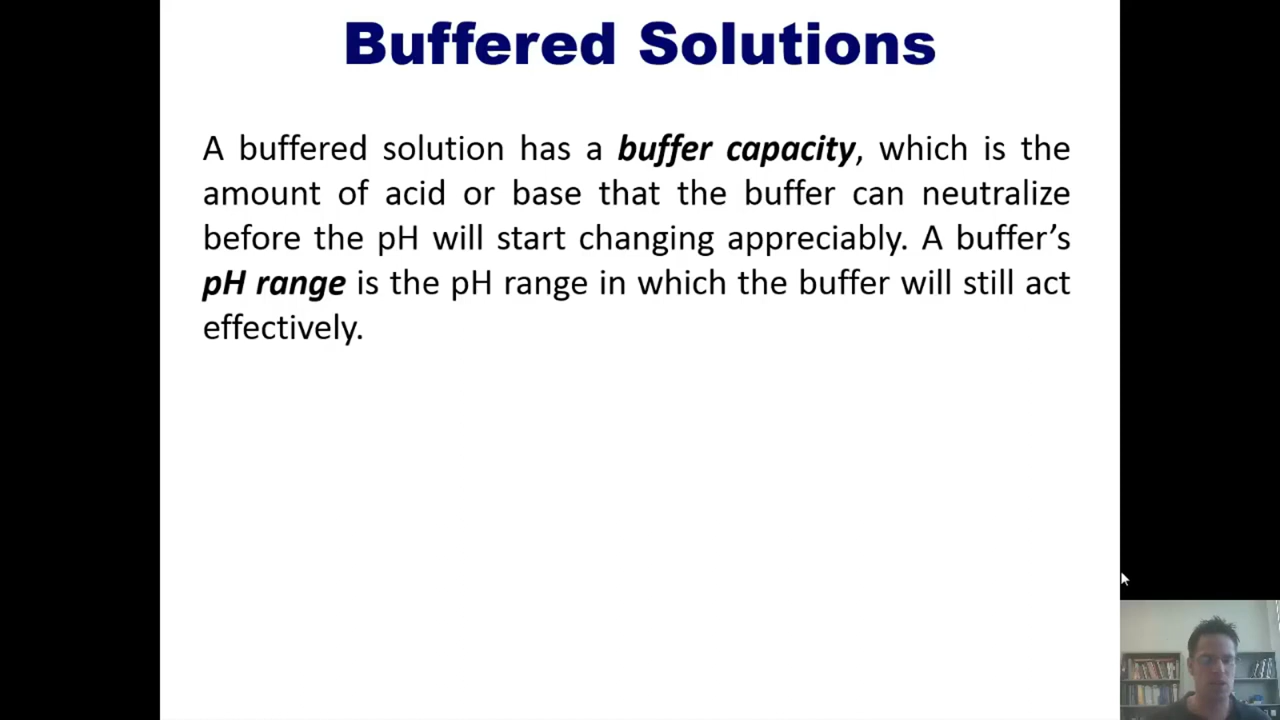 Buffered Solutions
A buffered solution has a buffer capacity, which is the
amount of acid or base that the buffer can neutralize
before the pH will start changing appreciably. A buffer’s
pH range is the pH range in which the buffer will still act
effectively.